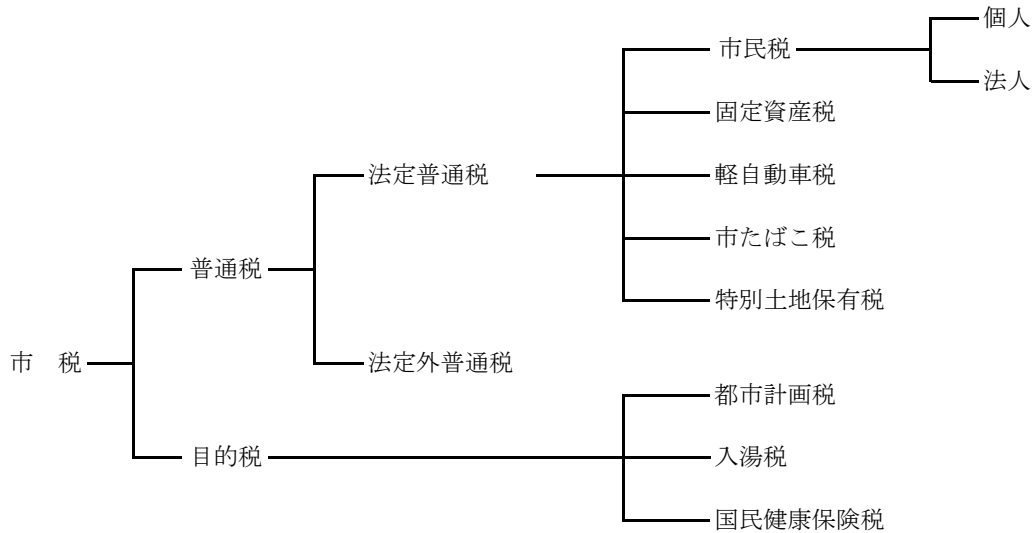 個人
市民税
法人
固定資産税
法定普通税
軽自動車税
市たばこ税
普通税
特別土地保有税
市　税
法定外普通税
都市計画税
目的税
入湯税
国民健康保険税